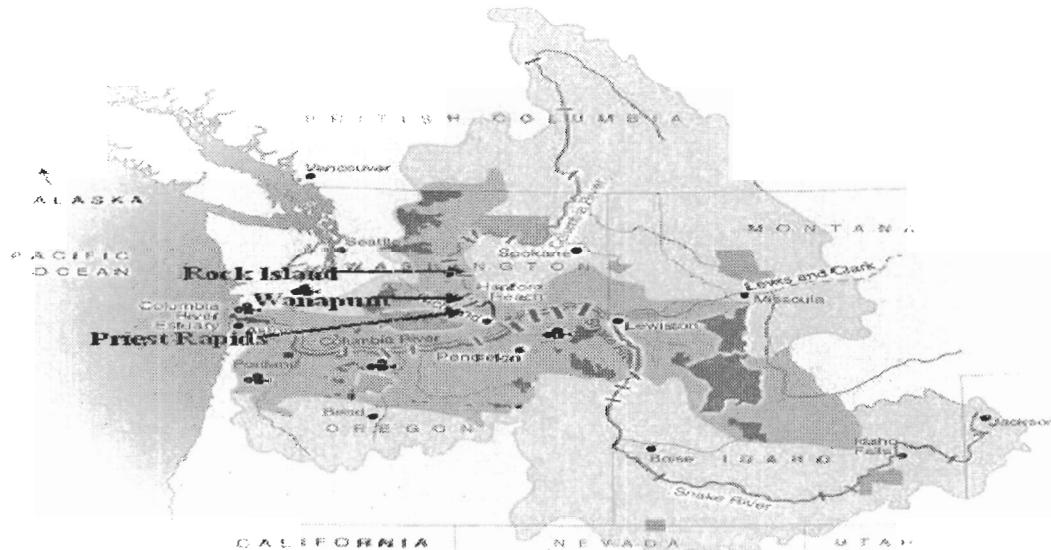 BRITISH COLUMBIA
Vancouver
ALASKA
MONTANA
PACIFIC
OCEAN
Seattle
Spokane
Columbia River
WASHINGTON
Rock Island
Lewis and Clark
Hanford
Reach
Missoula
Wanapum
Columbia
River
Estuary
Lewiston
Priest Rapids
Columbia River
Portland
Pendleton
Bend
OREGON
Jackson
Idaho
Falls
Boise
IDAHO
Snake River
CALIFORNIA
NEVADA
UTAH